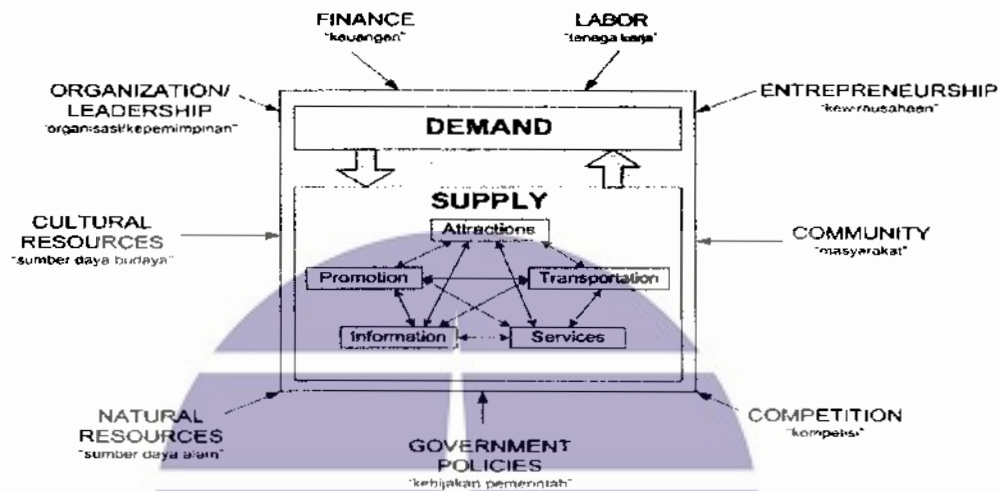 FINANCE
"keuangan"
LABOR
"tenaga kerja"
ORGANIZATION/
LEADERSHIP
"organisasi/kepemimpinan"
ENTREPRENEURSHIP
"kewirausahaan"
DEMAND
SUPPLY
Attractions
CULTURAL
RESOURCES
"sumber daya budaya"
COMMUNITY
"masyarakat"
Promotion
Transportation
Information
Services
NATURAL
RESOURCES
"sumber daya alam"
COMPETITION
"kompetisi"
GOVERNMENT
POLICIES
"kebijakan pemerintah"